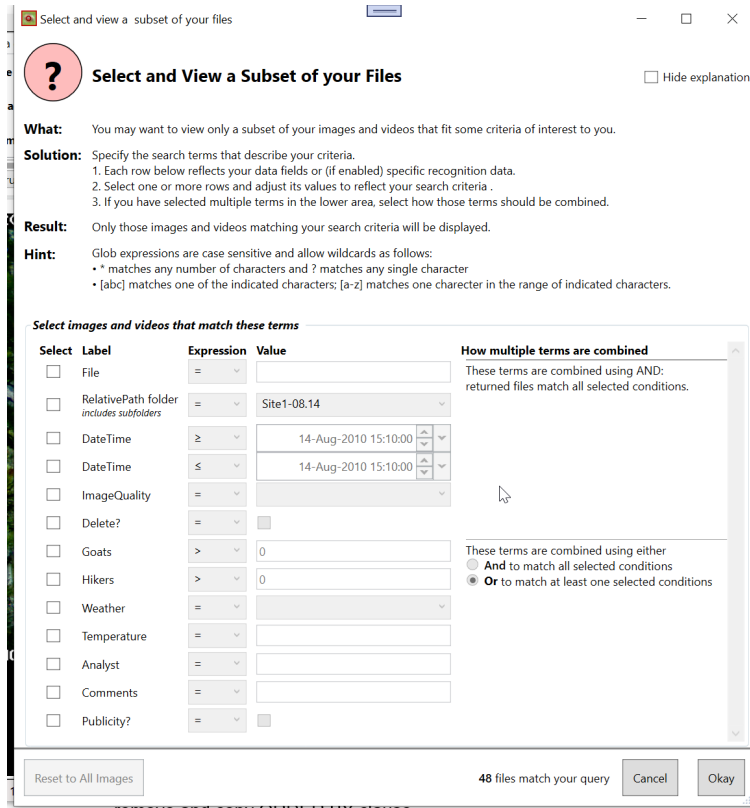 Select and view a  subset of your files
?
Select and View a Subset of your Files
Hide explanation
What:
You may want to view only a subset of your images and videos that fit some criteria of interest to you.
Solution:
Specify the search terms that describe your criteria.
1. Each row below reflects your data fields or (if enabled) specific recognition data.
2. Select one or more rows and adjust its values to reflect your search criteria .
3. If you have selected multiple terms in the lower area, select how those terms should be combined.
Result:
Only those images and videos matching your search criteria will be displayed.
Hint:
Glob expressions are case sensitive and allow wildcards as follows:
• * matches any number of characters and ? matches any single character
• [abc] matches one of the indicated characters; [a-z] matches one charecter in the range of indicated characters.
Select images and videos that match these terms
Select Label Expression Value How multiple terms are combined
File =
These terms are combined using AND:
returned files match all selected conditions.
RelativePath folder = Site1-08.14
includes subfolders
DateTime ≥ 14-Aug-2010 15:10:00
DateTime ≤ 14-Aug-2010 15:10:00
ImageQuality =
Delete? =
Goats > 0
These terms are combined using either
And to match all selected conditions
Hikers > 0
Or to match at least one selected conditions
Weather =
Temperature =
Analyst =
Comments =
Publicity? =
Reset to All Images
48 files match your query
Cancel
Okay